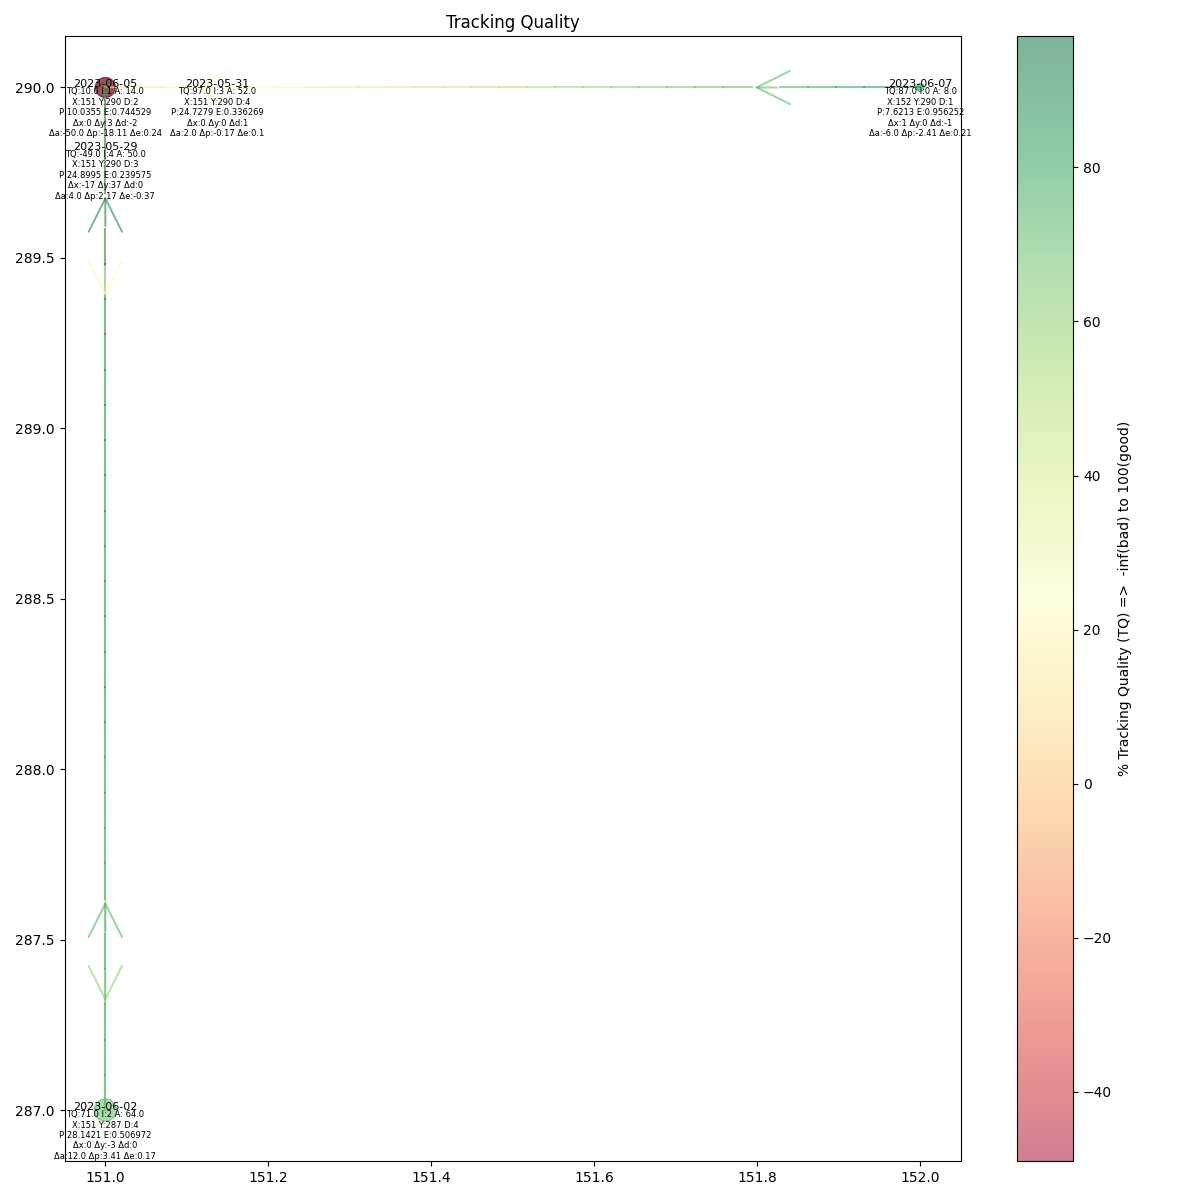 Tracking Quality
2023-06-05
TQ:10.0 I:1 A: 14.0
X:151 Y:290 D:2
P:10.0355 E:0.744529
Δx:0 Δy:3 Δd:-2
Δa:-50.0 Δp:-18.11 Δe:0.24
2023-05-31
TQ:97.0 I:3 A: 52.0
X:151 Y:290 D:4
P:24.7279 E:0.336269
Δx:0 Δy:0 Δd:1
Δa:2.0 Δp:-0.17 Δe:0.1
2023-06-07
TQ:87.0 I:0 A: 8.0
X:152 Y:290 D:1
P:7.6213 E:0.956252
Δx:1 Δy:0 Δd:-1
Δa:-6.0 Δp:-2.41 Δe:0.21
2023-05-29
TQ:-49.0 I:4 A: 50.0
X:151 Y:290 D:3
P:24.8995 E:0.239575
Δx:-17 Δy:37 Δd:0
Δa:4.0 Δp:2.17 Δe:-0.37
2023-06-02
TQ:71.0 I:2 A: 64.0
X:151 Y:287 D:4
P:28.1421 E:0.506972
Δx:0 Δy:-3 Δd:0
Δa:12.0 Δp:3.41 Δe:0.17
290.0
289.5
289.0
288.5
288.0
287.5
287.0
151.0
151.2
151.4
151.6
151.8
152.0
80
60
40
20
0
−20
−40
% Tracking Quality (TQ) => -inf(bad) to 100(good)